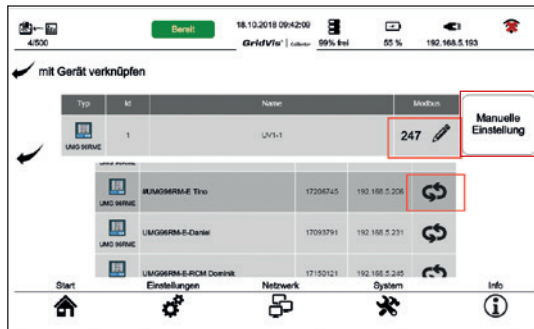 4/500
Bereit
18.10.2018 09:42:09
GridVis® Collector
99% frei
55 %
192.168.5.193
mit Gerät verknüpfen
Typ Id Name Modbus
UMG 96RME 1 UV1-1 247
Manuelle
Einstellung
UMG 96RME
#UMG96RM-E Tino 17206745 192.168.5.206
UMG 96RME
UMG96RM-E-Daniel 17093791 192.168.5.231
UMG 96RME
UMG96RM-E-RCM Dominik 17150121 192.168.5.245
Start Einstellungen Netzwerk System Info